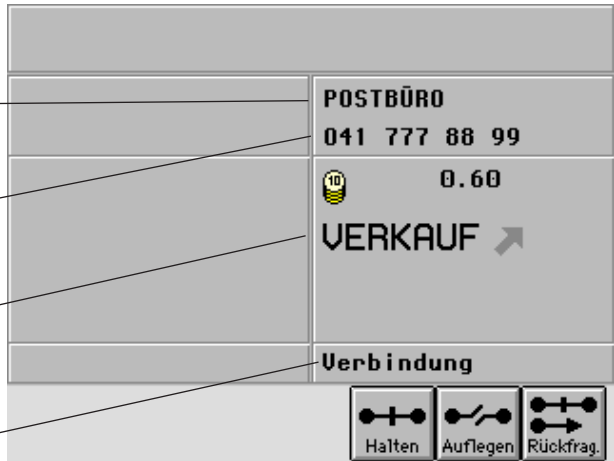 POSTBÜRO
041 777 88 99
10 0.60
VERKAUF
Verbindung
Halten Auflegen Rückfrag.